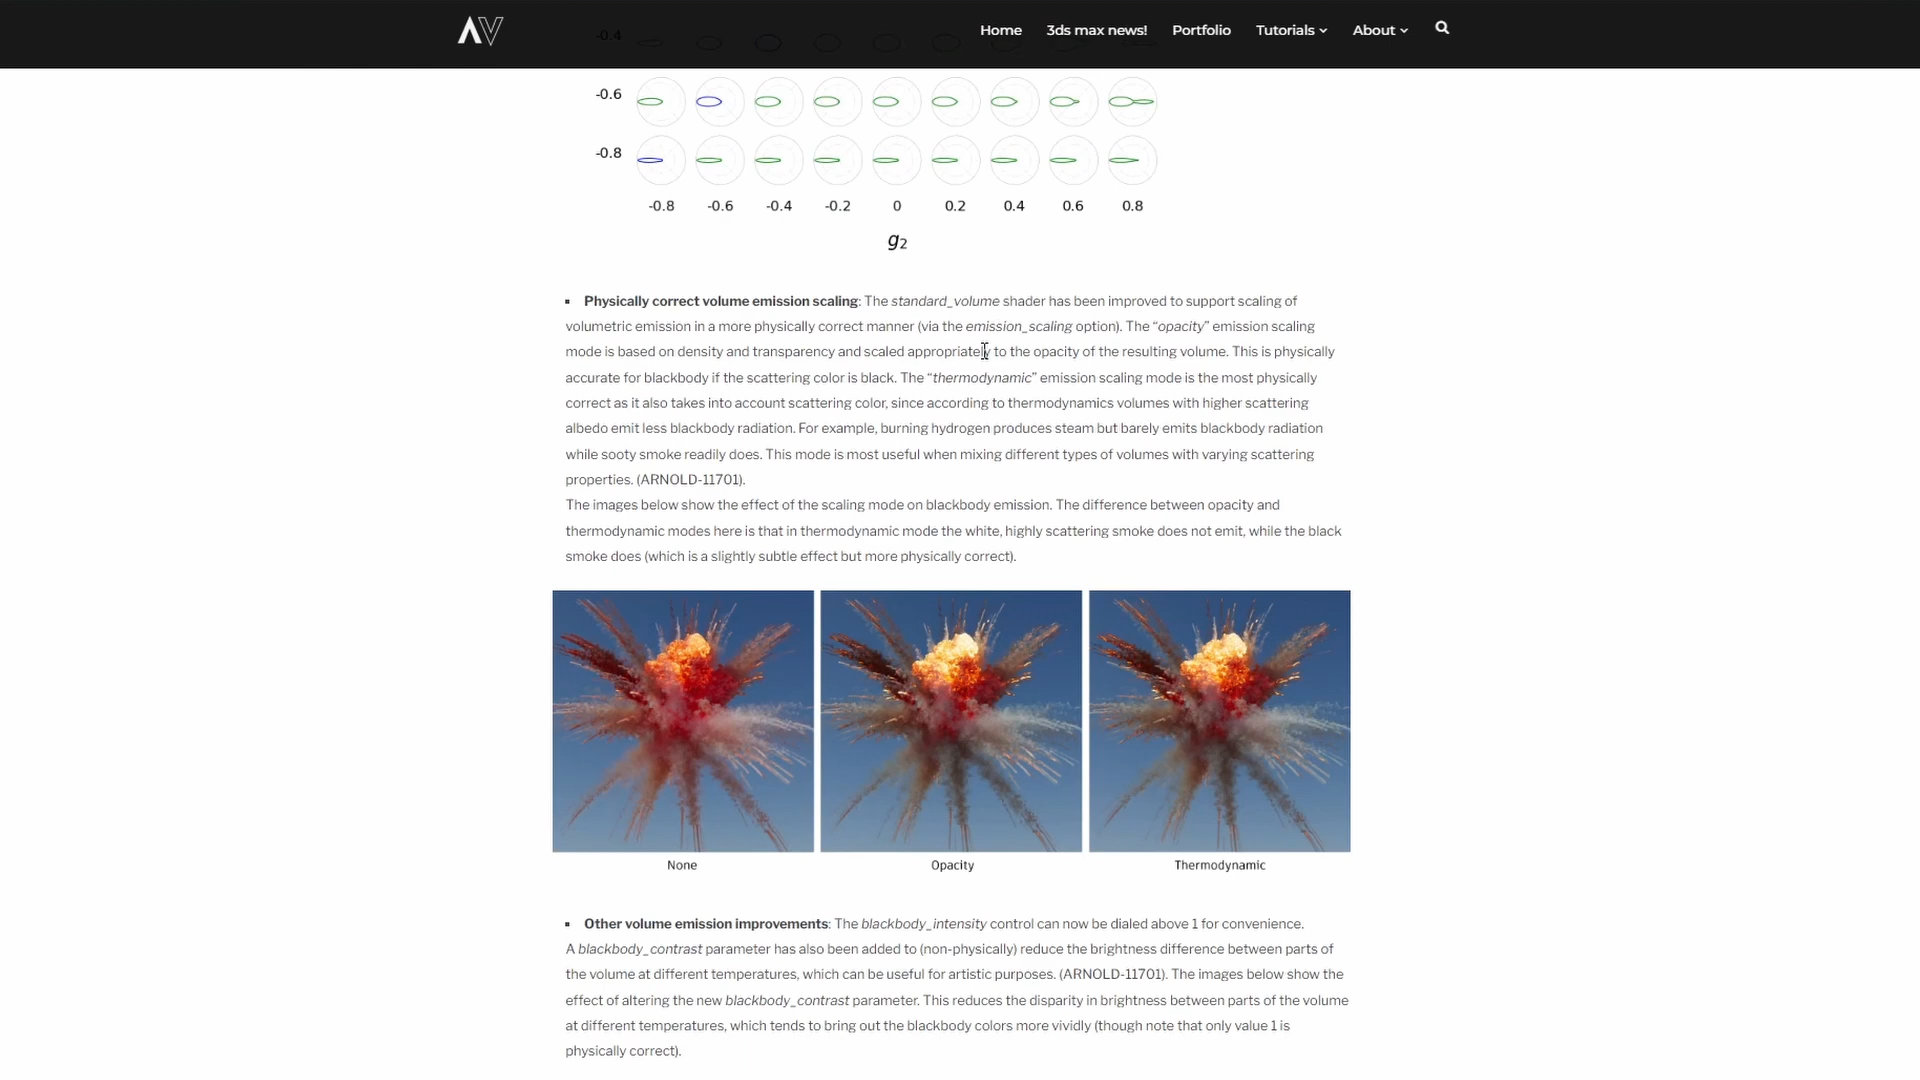 AV
Home 3ds max news! Portfolio Tutorials About
-0.4
-0.6
-0.8
-0.8 -0.6 -0.4 -0.2 0 0.2 0.4 0.6 0.8
g2
▪ Physically correct volume emission scaling: The standard_volume shader has been improved to support scaling of
volumetric emission in a more physically correct manner (via the emission_scaling option). The “opacity” emission scaling
mode is based on density and transparency and scaled appropriately to the opacity of the resulting volume. This is physically
accurate for blackbody if the scattering color is black. The “thermodynamic” emission scaling mode is the most physically
correct as it also takes into account scattering color, since according to thermodynamics volumes with higher scattering
albedo emit less blackbody radiation. For example, burning hydrogen produces steam but barely emits blackbody radiation
while sooty smoke readily does. This mode is most useful when mixing different types of volumes with varying scattering
properties. (ARNOLD-11701).
The images below show the effect of the scaling mode on blackbody emission. The difference between opacity and
thermodynamic modes here is that in thermodynamic mode the white, highly scattering smoke does not emit, while the black
smoke does (which is a slightly subtle effect but more physically correct).
None Opacity Thermodynamic
▪ Other volume emission improvements: The blackbody_intensity control can now be dialed above 1 for convenience.
A blackbody_contrast parameter has also been added to (non-physically) reduce the brightness difference between parts of
the volume at different temperatures, which can be useful for artistic purposes. (ARNOLD-11701). The images below show the
effect of altering the new blackbody_contrast parameter. This reduces the disparity in brightness between parts of the volume
at different temperatures, which tends to bring out the blackbody colors more vividly (though note that only value 1 is
physically correct).